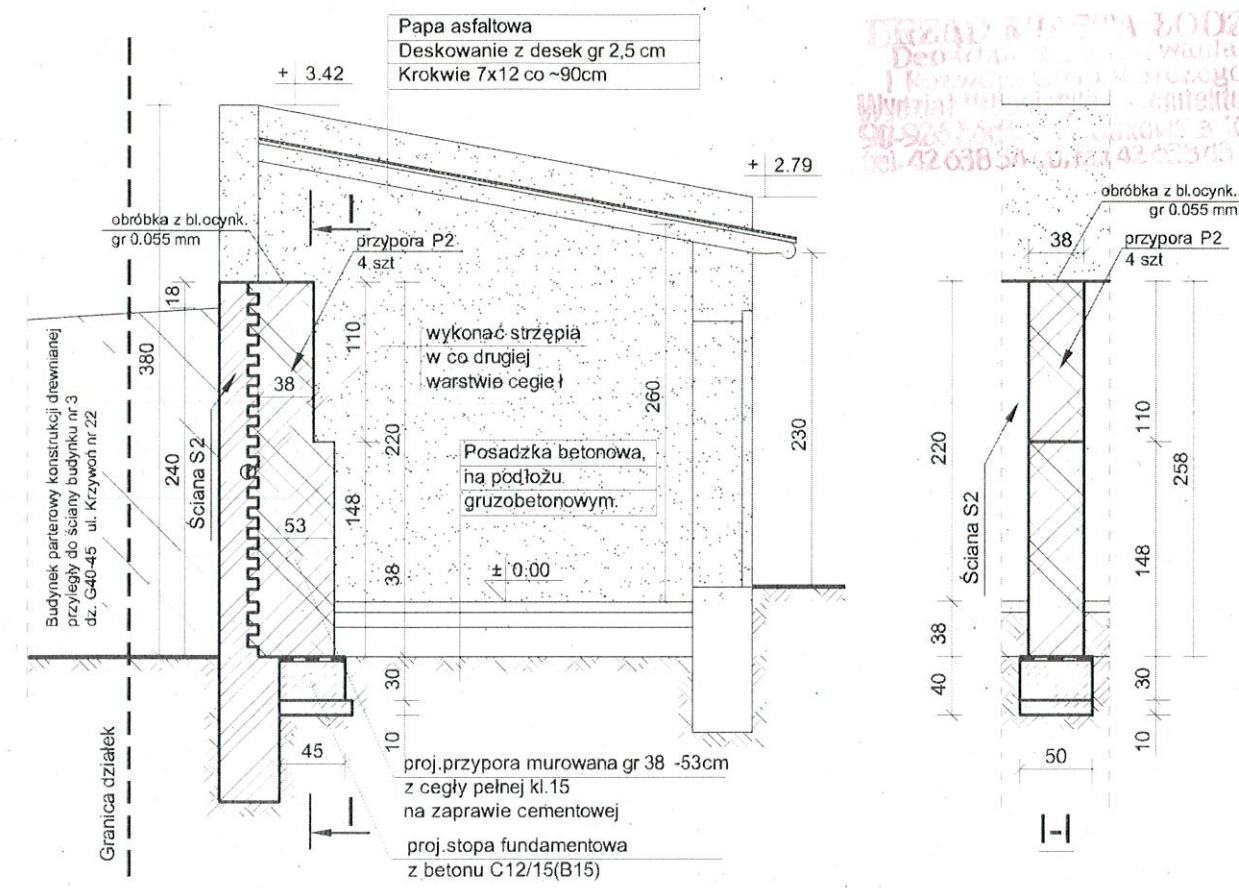 Papa asfaltowa
Deskowanie z desek gr 2,5 cm
Krokwie 7x12 co ~90cm
+ 3.42
+ 2.79
obróbka z bl.ocynk.
gr 0.055 mm
I
przypora P2
4 szt
18
380
240
Budynek parterowy konstrukcji drewnianej
przyległy do ściany budynku nr 3
dz. G40-45 ul. Krzywoń nr 22
Ściana S2
38
53
110
148
220
38
wykonać strzępia
w co drugiej
warstwie cegieł
260
230
Posadzka betonowa,
na podłożu
gruzobetonowym.
± 0.00
30
10
45
I
Granica działek
proj.przypora murowana gr 38 -53cm
z cegły pełnej kl.15
na zaprawie cementowej
proj.stopa fundamentowa
z betonu C12/15(B15)
ŁODZ
Wydział
obróbka z bl.ocynk.
gr 0.055 mm
38
przypora P2
4 szt
220
Ściana S2
110
258
148
38
40
30
10
50
I-I